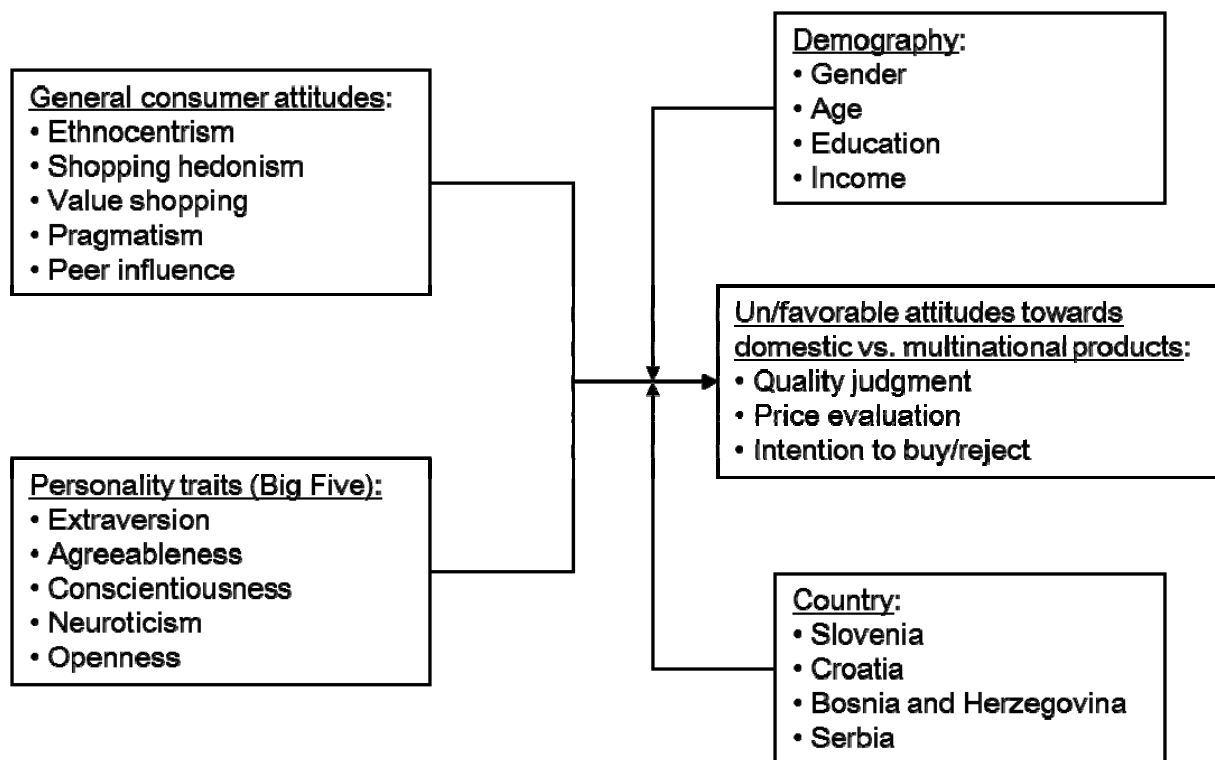 General consumer attitudes:
• Ethnocentrism
• Shopping hedonism
• Value shopping
• Pragmatism
• Peer influence
Personality traits (Big Five):
• Extraversion
• Agreeableness
• Conscientiousness
• Neuroticism
• Openness
Demography:
• Gender
• Age
• Education
• Income
Un/favorable attitudes towards
domestic vs. multinational products:
• Quality judgment
• Price evaluation
• Intention to buy/reject
Country:
• Slovenia
• Croatia
• Bosnia and Herzegovina
• Serbia